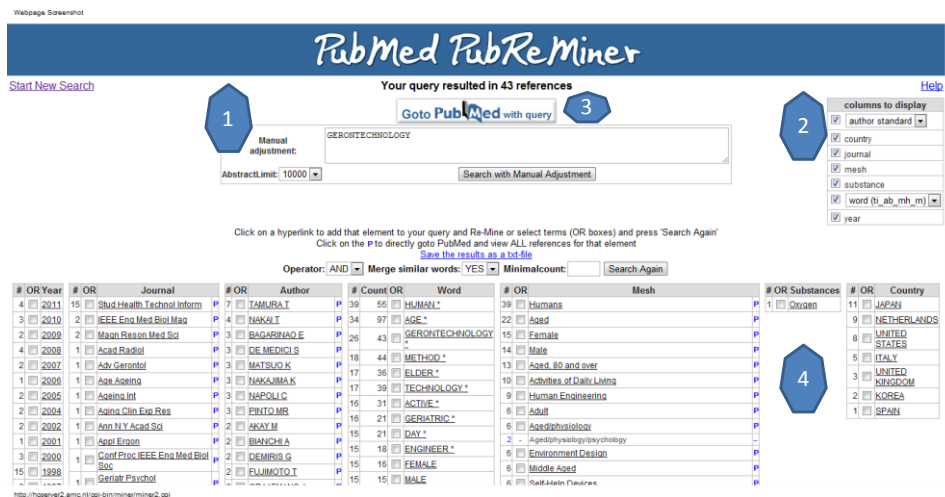 Webpage Screenshot
PubMed PubReMiner
Start New Search
Your query resulted in 43 references
Help
1
Goto PubMed with query
3
2
columns to display
author standard
country
journal
mesh
substance
word (ti_ab_mh_m)
year
Manual adjustment:
GERONTECHNOLOGY
AbstractLimit: 10000
Search with Manual Adjustment
Click on a hyperlink to add that element to your query and Re-Mine or select terms (OR boxes) and press 'Search Again'
Click on the P to directly goto PubMed and view ALL references for that element
Save the results as a txt-file
Operator: AND Merge similar words: YES Minimalcount: Search Again
# OR Year
4 2011
3 2010
2 2009
4 2008
2 2007
1 2006
2 2005
2 2004
2 2002
1 2001
3 2000
15 1998
# OR Journal
15 Stud Health Technol Inform P
2 IEEE Eng Med Biol Mag P
2 Magn Reson Med Sci P
1 Acad Radiol P
1 Adv Gerontol P
1 Age Ageing P
1 Ageing Int P
1 Aging Clin Exp Res P
1 Ann N Y Acad Sci P
1 Appl Ergon P
1 Conf Proc IEEE Eng Med Biol Soc P
1 Geriatr Psychol
# OR Author
7 TAMURA T P
4 NAKAI T P
3 BAGARINAO E P
3 DE MEDICI S P
3 MATSUO K P
3 NAKAJIMA K P
3 NAPOLI C P
3 PINTO MR P
2 AKAY M P
2 BIANCHI A P
2 DEMIRIS G P
2 FUJIMOTO T P
# Count OR Word
39 55 HUMAN *
34 97 AGE *
26 43 GERONTECHNOLOGY *
18 44 METHOD *
17 36 ELDER *
17 39 TECHNOLOGY *
16 31 ACTIVE *
16 21 GERIATRIC *
15 21 DAY *
15 18 ENGINEER *
15 16 FEMALE
15 15 MALE
# OR Mesh
39 Humans P
22 Aged P
15 Female P
14 Male P
13 Aged, 80 and over P
10 Activities of Daily Living P
9 Human Engineering P
6 Adult P
6 Aged/physiology P
2 - Aged/physiology/psychology -
6 Environment Design P
6 Middle Aged P
6 Self-Help Devices P
# OR Substances
1 Oxygen
# OR Country
11 JAPAN
9 NETHERLANDS
8 UNITED STATES
5 ITALY
3 UNITED KINGDOM
2 KOREA
1 SPAIN
4
http://hgserver2.amc.nl/cgi-bin/miner/miner2.cgi